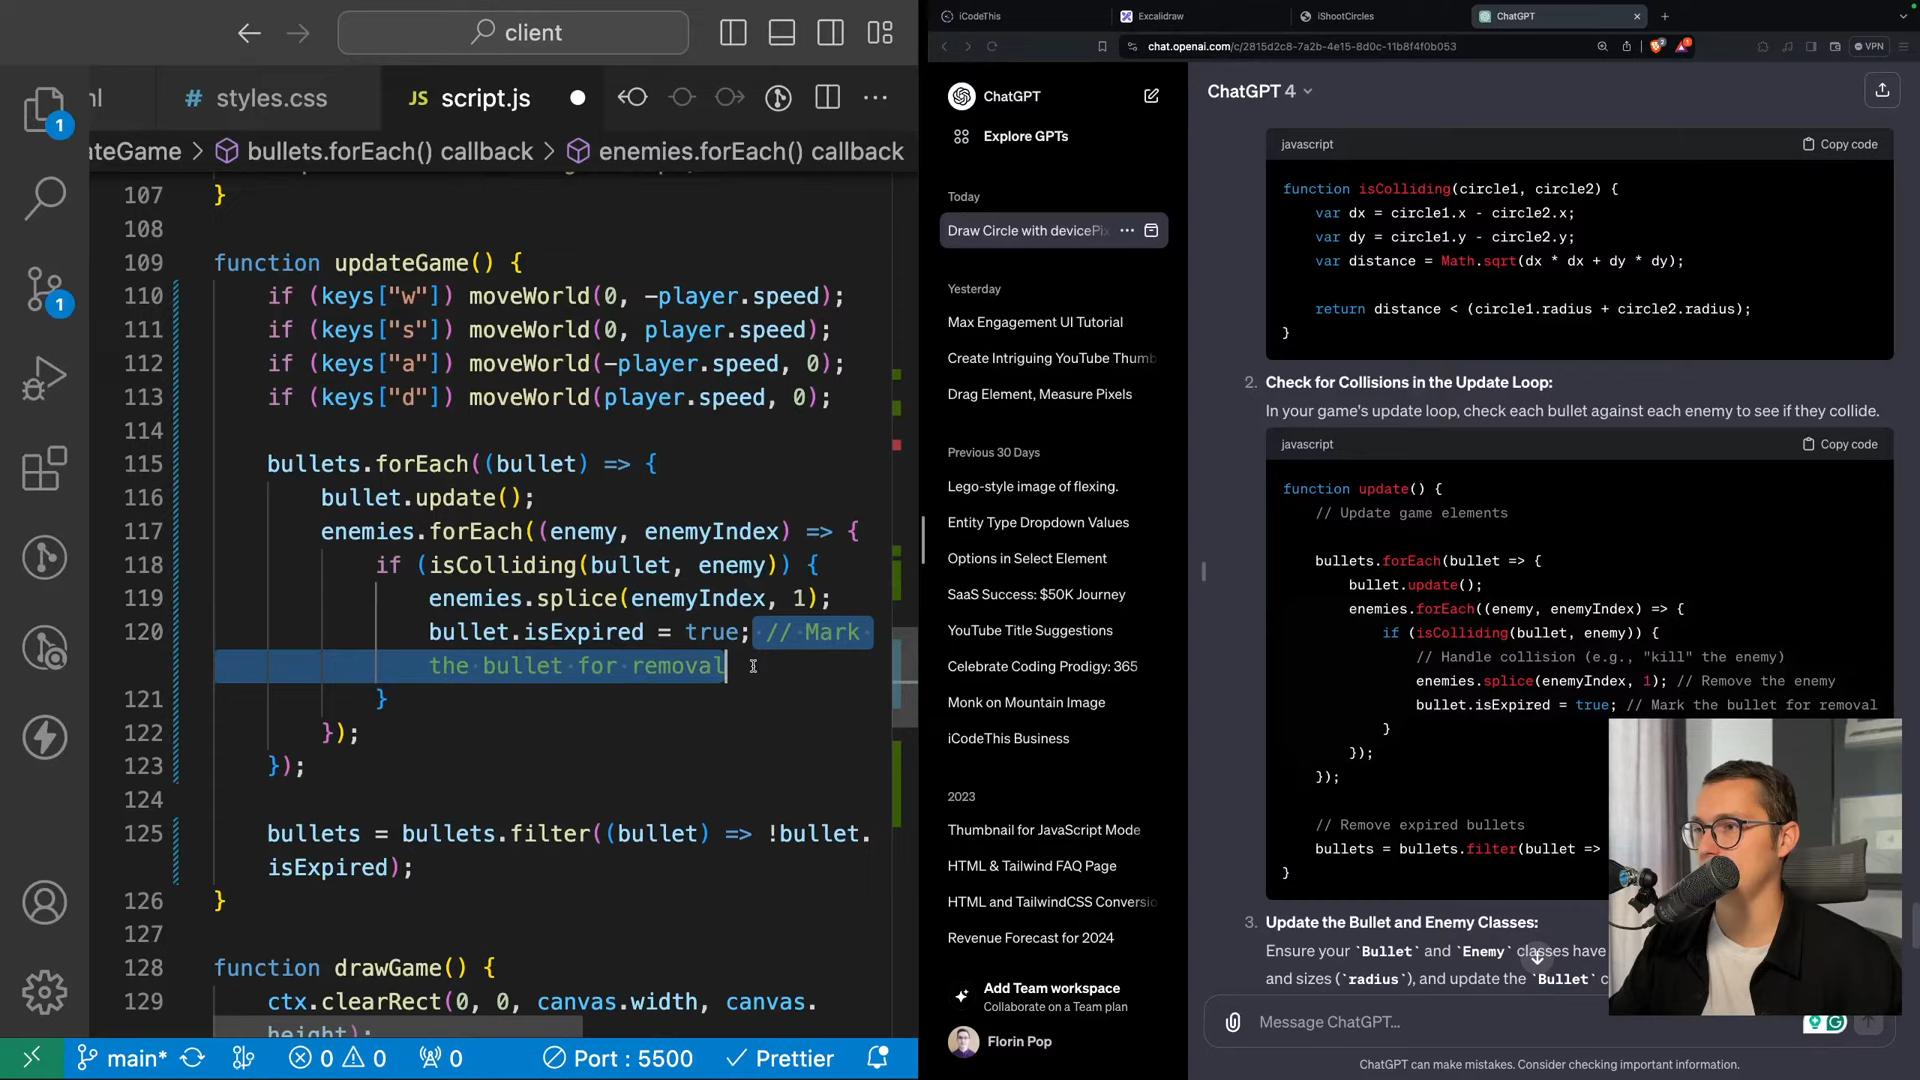 client
nl
# styles.css
JS script.js
ateGame > bullets.forEach() callback > enemies.forEach() callback
1
1
107 }
108
109 function updateGame() {
110 if (keys["w"]) moveWorld(0, -player.speed);
111 if (keys["s"]) moveWorld(0, player.speed);
112 if (keys["a"]) moveWorld(-player.speed, 0);
113 if (keys["d"]) moveWorld(player.speed, 0);
114
115 bullets.forEach((bullet) => {
116 bullet.update();
117 enemies.forEach((enemy, enemyIndex) => {
118 if (isColliding(bullet, enemy)) {
119 enemies.splice(enemyIndex, 1);
120 bullet.isExpired = true; // Mark
the bullet for removal
121 }
122 });
123 });
124
125 bullets = bullets.filter((bullet) => !bullet.
isExpired);
126 }
127
128 function drawGame() {
129 ctx.clearRect(0, 0, canvas.width, canvas.
height);
main* 0 0 0 Port : 5500 Prettier
iCodeThis
Excalidraw
iShootCircles
ChatGPT
chat.openai.com/c/2815d2c8-7a2b-4e15-8d0c-11b8f4f0b053
VPN
ChatGPT
Explore GPTs
Today
Draw Circle with devicePix
Yesterday
Max Engagement UI Tutorial
Create Intriguing YouTube Thumb
Drag Element, Measure Pixels
Previous 30 Days
Lego-style image of flexing.
Entity Type Dropdown Values
Options in Select Element
SaaS Success: $50K Journey
YouTube Title Suggestions
Celebrate Coding Prodigy: 365
Monk on Mountain Image
iCodeThis Business
2023
Thumbnail for JavaScript Mode
HTML & Tailwind FAQ Page
HTML and TailwindCSS Conversio
Revenue Forecast for 2024
Add Team workspace
Collaborate on a Team plan
Florin Pop
ChatGPT 4
javascript Copy code
function isColliding(circle1, circle2) {
var dx = circle1.x - circle2.x;
var dy = circle1.y - circle2.y;
var distance = Math.sqrt(dx * dx + dy * dy);
return distance < (circle1.radius + circle2.radius);
}
2. Check for Collisions in the Update Loop:
In your game's update loop, check each bullet against each enemy to see if they collide.
javascript Copy code
function update() {
// Update game elements
bullets.forEach(bullet => {
bullet.update();
enemies.forEach((enemy, enemyIndex) => {
if (isColliding(bullet, enemy)) {
// Handle collision (e.g., "kill" the enemy)
enemies.splice(enemyIndex, 1); // Remove the enemy
bullet.isExpired = true; // Mark the bullet for removal
}
});
});
// Remove expired bullets
bullets = bullets.filter(bullet =>
}
3. Update the Bullet and Enemy Classes:
Ensure your `Bullet` and `Enemy` classes have
and sizes (`radius`), and update the `Bullet` c
Message ChatGPT…
ChatGPT can make mistakes. Consider checking important information.